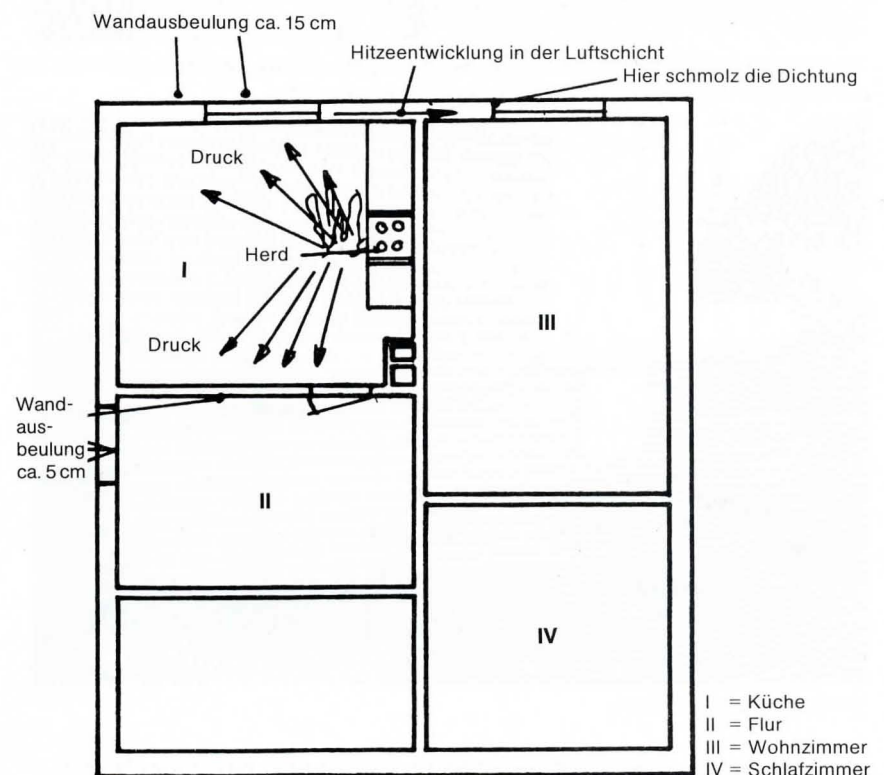 Wandausbeulung ca. 15 cm
Hitzeentwicklung in der Luftschicht
Hier schmolz die Dichtung
Druck
Herd
I
Druck
III
Wand-
aus-
beulung
ca. 5 cm
II
IV
I = Küche
II = Flur
III = Wohnzimmer
IV = Schlafzimmer